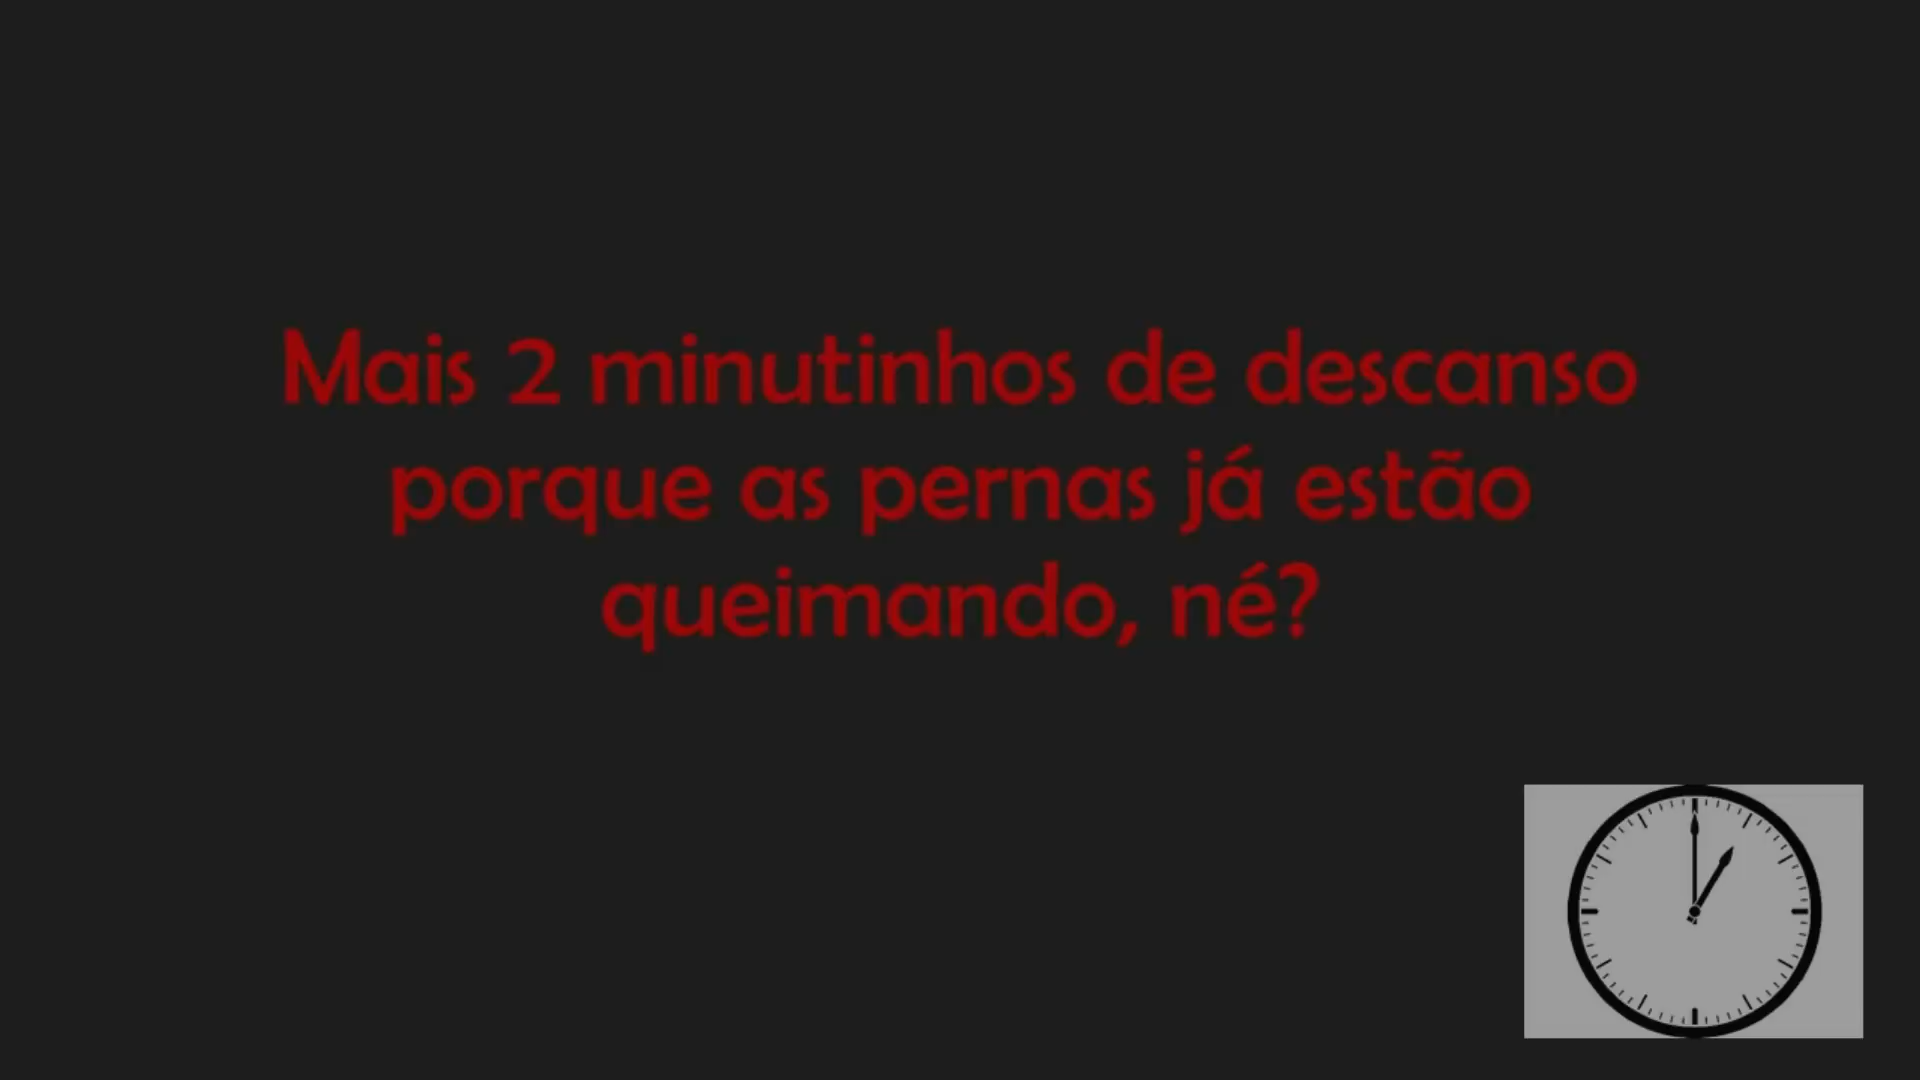 Mais 2 minutinhos de descanso
porque as pernas já estão
queimando, né?